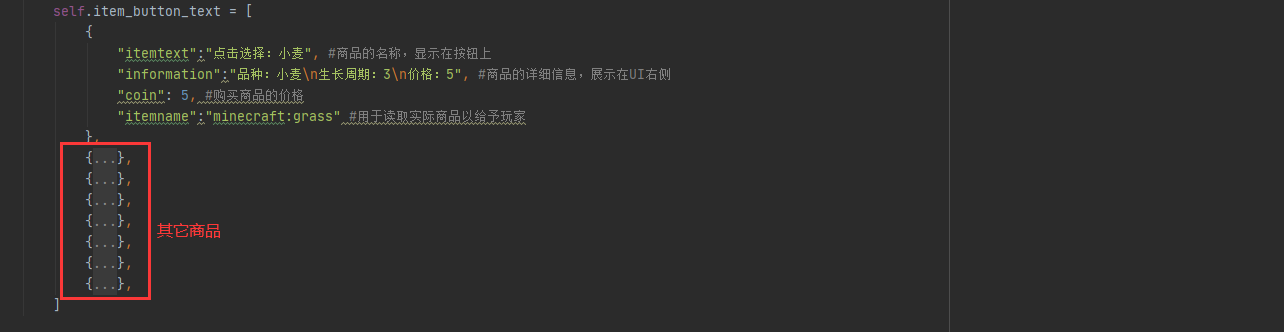 self.item_button_text = [
{
"itemtext":"点击选择：小麦", #商品的名称，显示在按钮上
"information":"品种：小麦\n生长周期：3\n价格：5", #商品的详细信息，展示在UI右侧
"coin": 5, #购买商品的价格
"itemname":"minecraft:grass" #用于读取实际商品以给予玩家
},
{...},
{...},
{...},
{...},
其它商品
{...},
{...},
{...},
]